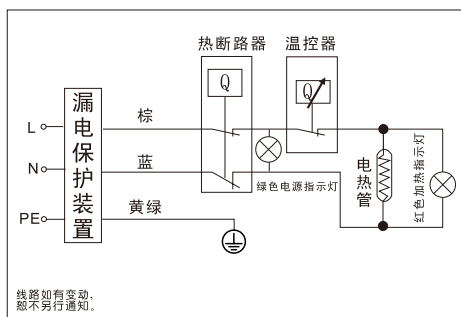 热断路器
温控器
Q
Q
漏电保护装置
L
N
PE
棕
蓝
黄绿
绿色电源指示灯
电热管
红色加热指示灯
线路如有变动,
恕不另行通知。